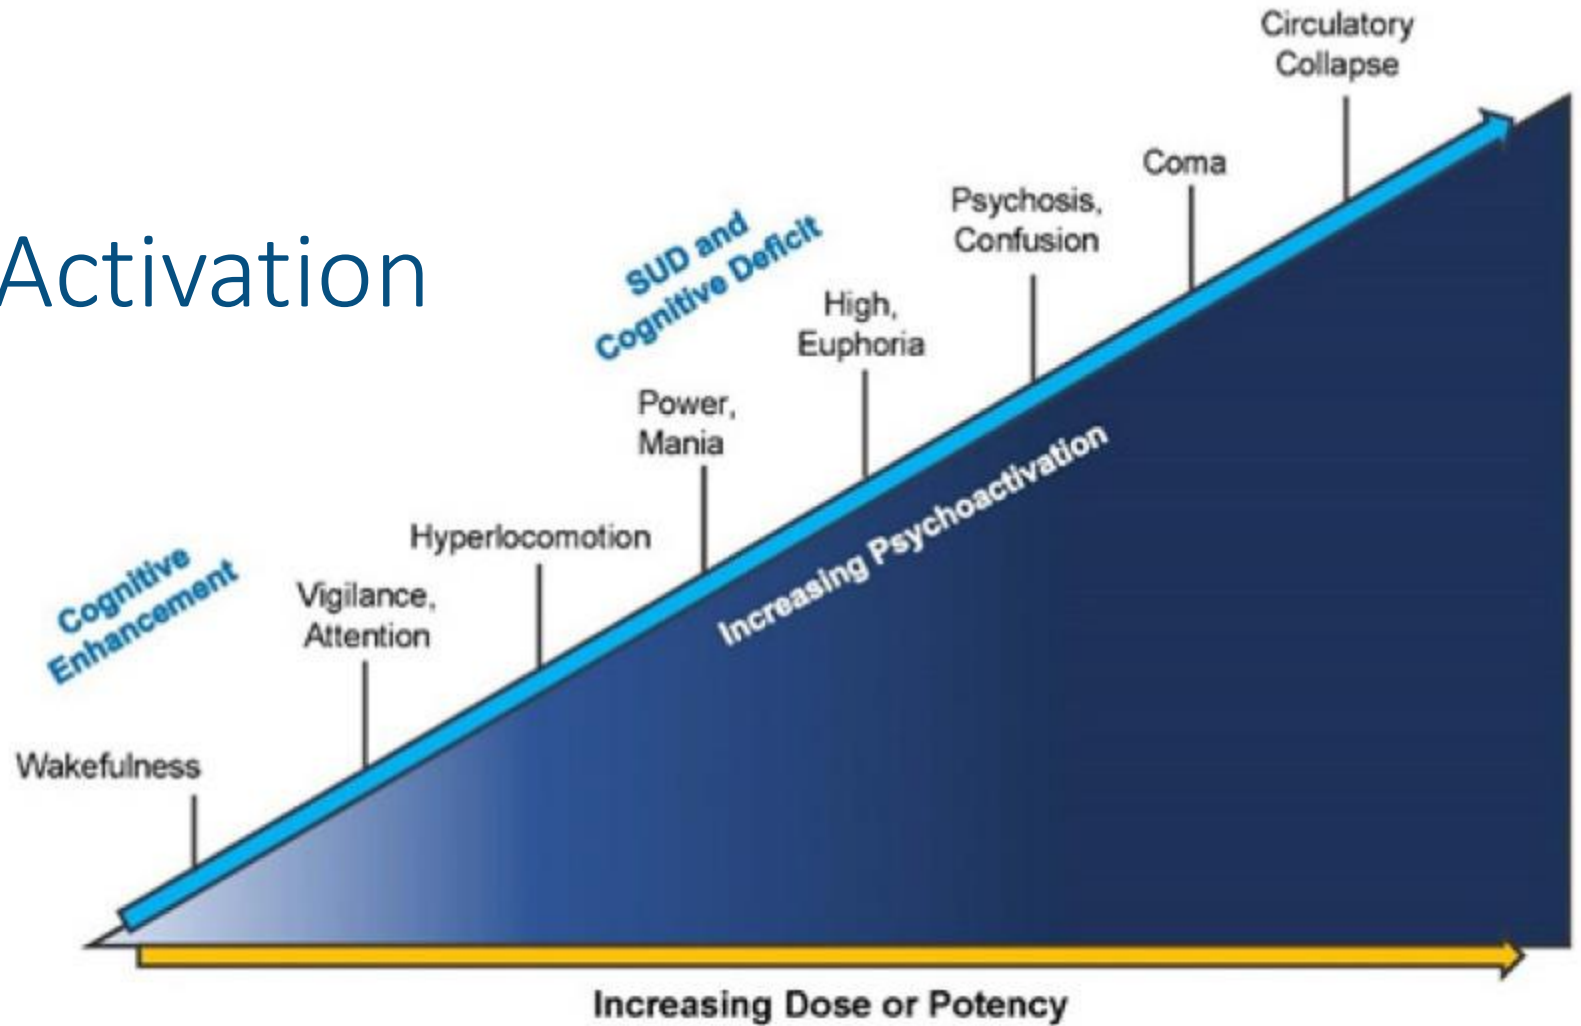 Activation
Circulatory
Collapse
Coma
Psychosis,
Confusion
SUD and
Cognitive Deficit
High,
Euphoria
Power,
Mania
Hyperlocomotion
Cognitive
Enhancement
Vigilance,
Attention
Wakefulness
Increasing Psychoactivation
Increasing Dose or Potency